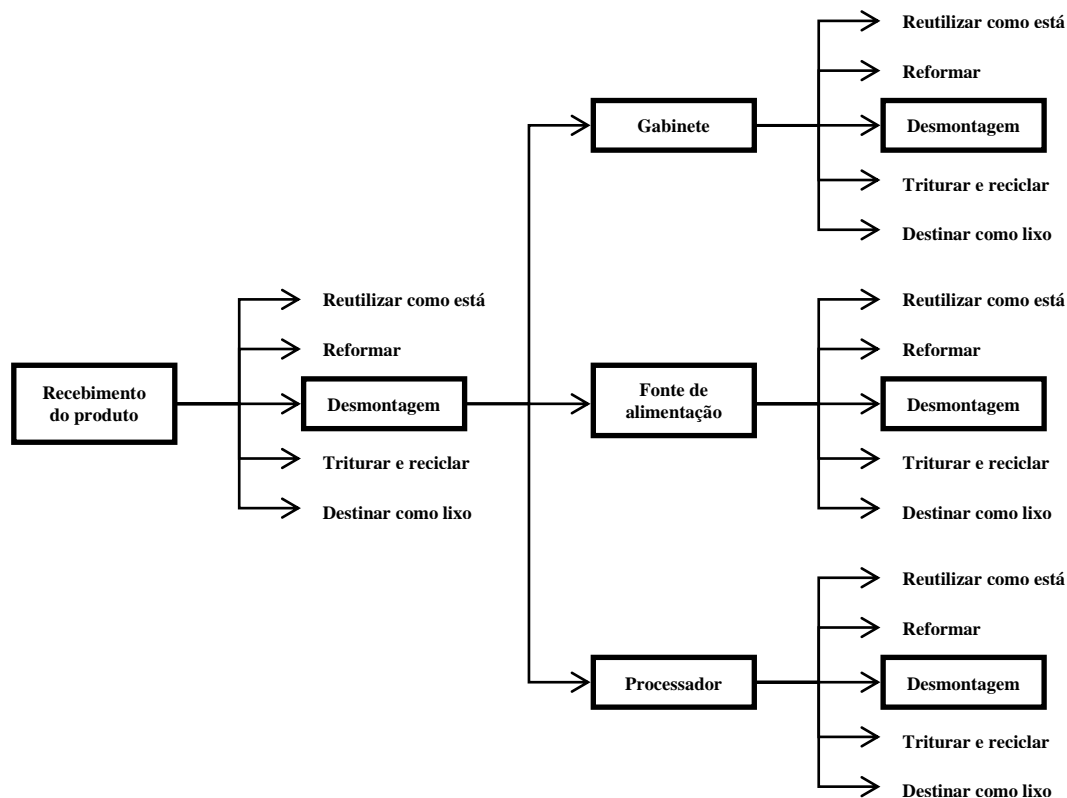 Recebimento
do produto
Reutilizar como está
Reformar
Desmontagem
Triturar e reciclar
Destinar como lixo
Gabinete
Reutilizar como está
Reformar
Desmontagem
Triturar e reciclar
Destinar como lixo
Fonte de
alimentação
Reutilizar como está
Reformar
Desmontagem
Triturar e reciclar
Destinar como lixo
Processador
Reutilizar como está
Reformar
Desmontagem
Triturar e reciclar
Destinar como lixo